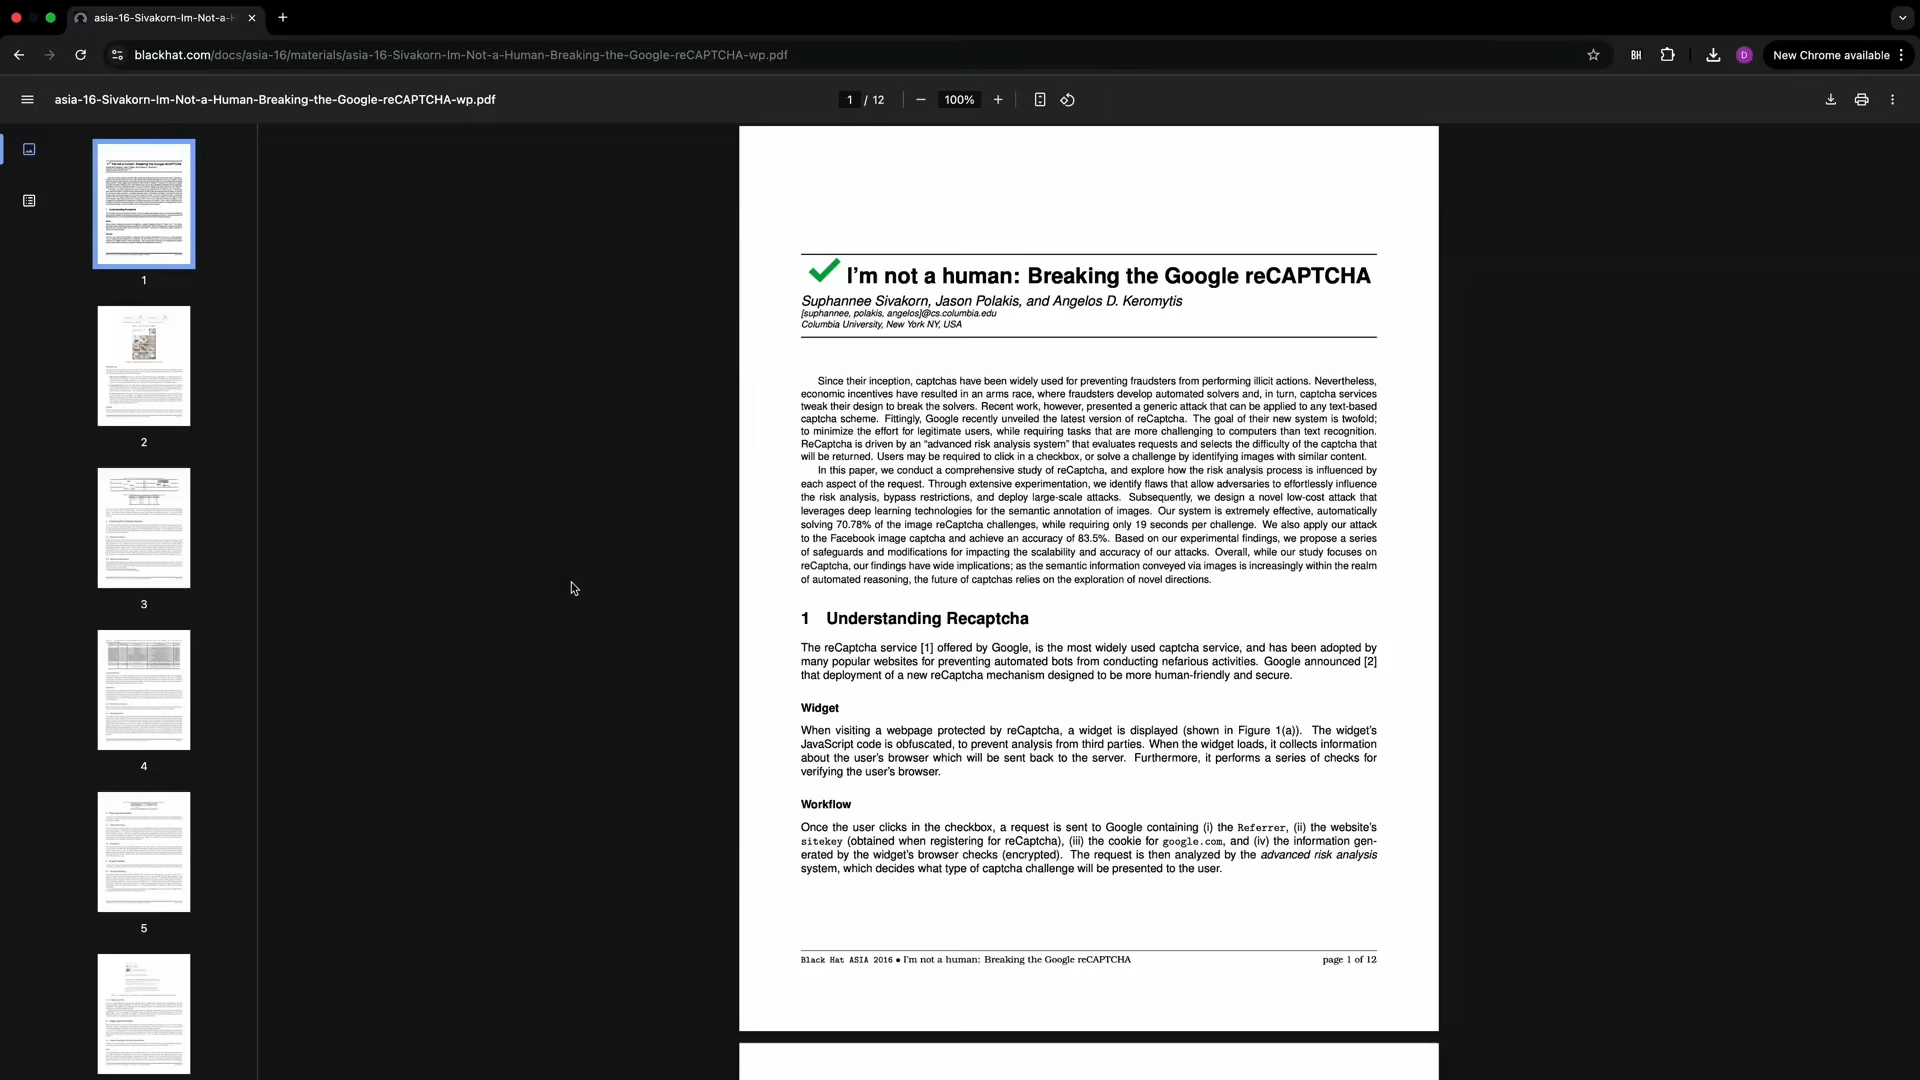 asia-16-Sivakorn-Im-Not-a-H
blackhat.com/docs/asia-16/materials/asia-16-Sivakorn-Im-Not-a-Human-Breaking-the-Google-reCAPTCHA-wp.pdf
BH
D
New Chrome available
asia-16-Sivakorn-Im-Not-a-Human-Breaking-the-Google-reCAPTCHA-wp.pdf
1 / 12
100%
1
2
3
4
5
I'm not a human: Breaking the Google reCAPTCHA
Suphannee Sivakorn, Jason Polakis, and Angelos D. Keromytis
[suphannee, polakis, angelos]@cs.columbia.edu
Columbia University, New York NY, USA
Since their inception, captchas have been widely used for preventing fraudsters from performing illicit actions. Nevertheless,
economic incentives have resulted in an arms race, where fraudsters develop automated solvers and, in turn, captcha services
tweak their design to break the solvers. Recent work, however, presented a generic attack that can be applied to any text-based
captcha scheme. Fittingly, Google recently unveiled the latest version of reCaptcha. The goal of their new system is twofold;
to minimize the effort for legitimate users, while requiring tasks that are more challenging to computers than text recognition.
ReCaptcha is driven by an "advanced risk analysis system" that evaluates requests and selects the difficulty of the captcha that
will be returned. Users may be required to click in a checkbox, or solve a challenge by identifying images with similar content.
In this paper, we conduct a comprehensive study of reCaptcha, and explore how the risk analysis process is influenced by
each aspect of the request. Through extensive experimentation, we identify flaws that allow adversaries to effortlessly influence
the risk analysis, bypass restrictions, and deploy large-scale attacks. Subsequently, we design a novel low-cost attack that
leverages deep learning technologies for the semantic annotation of images. Our system is extremely effective, automatically
solving 70.78% of the image reCaptcha challenges, while requiring only 19 seconds per challenge. We also apply our attack
to the Facebook image captcha and achieve an accuracy of 83.5%. Based on our experimental findings, we propose a series
of safeguards and modifications for impacting the scalability and accuracy of our attacks. Overall, while our study focuses on
reCaptcha, our findings have wide implications; as the semantic information conveyed via images is increasingly within the realm
of automated reasoning, the future of captchas relies on the exploration of novel directions.
1 Understanding Recaptcha
The reCaptcha service [1] offered by Google, is the most widely used captcha service, and has been adopted by
many popular websites for preventing automated bots from conducting nefarious activities. Google announced [2]
that deployment of a new reCaptcha mechanism designed to be more human-friendly and secure.
Widget
When visiting a webpage protected by reCaptcha, a widget is displayed (shown in Figure 1(a)). The widget's
JavaScript code is obfuscated, to prevent analysis from third parties. When the widget loads, it collects information
about the user's browser which will be sent back to the server. Furthermore, it performs a series of checks for
verifying the user's browser.
Workflow
Once the user clicks in the checkbox, a request is sent to Google containing (i) the Referrer, (ii) the website's
sitekey (obtained when registering for reCaptcha), (iii) the cookie for google.com, and (iv) the information gen-
erated by the widget's browser checks (encrypted). The request is then analyzed by the advanced risk analysis
system, which decides what type of captcha challenge will be presented to the user.
Black Hat ASIA 2016 • I'm not a human: Breaking the Google reCAPTCHA
page 1 of 12